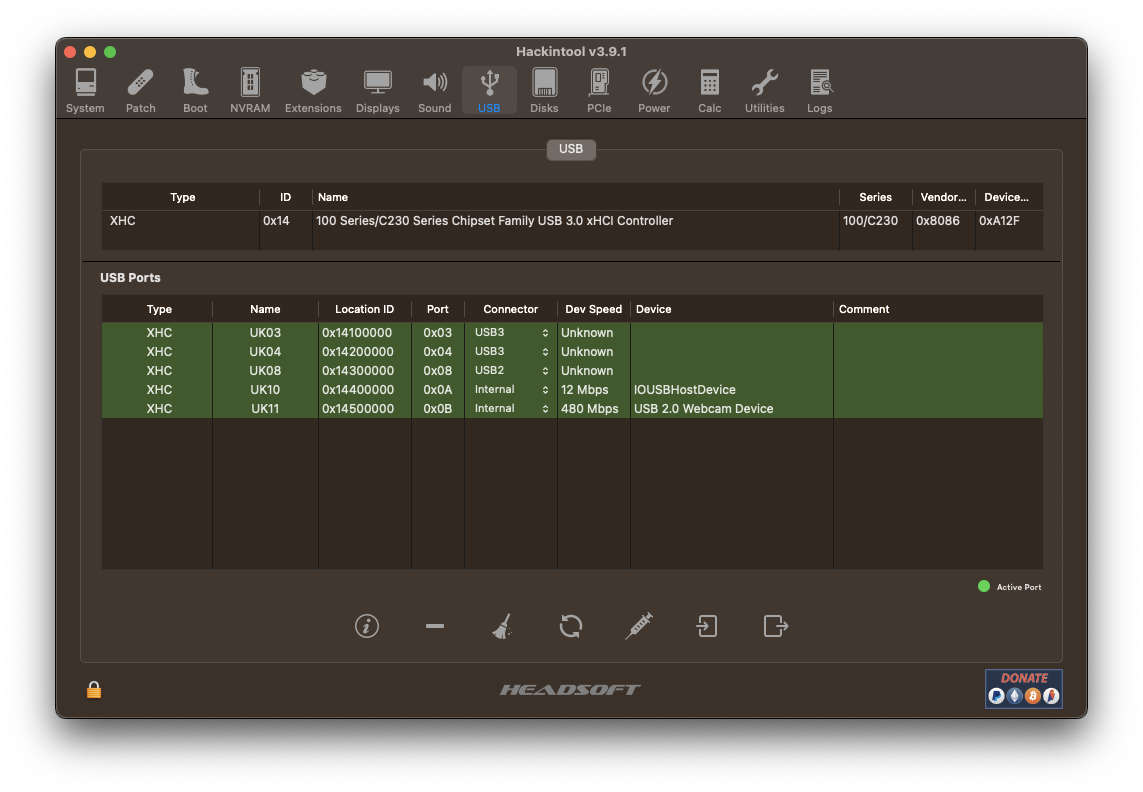 Hackintool v3.9.1
System Patch Boot NVRAM Extensions Displays Sound USB Disks PCIe Power Calc Utilities Logs
USB
Type ID Name Series Vendor... Device...
XHC 0x14 100 Series/C230 Series Chipset Family USB 3.0 xHCI Controller 100/C230 0x8086 0xA12F
USB Ports
Type Name Location ID Port Connector Dev Speed Device Comment
XHC UK03 0x14100000 0x03 USB3 Unknown
XHC UK04 0x14200000 0x04 USB3 Unknown
XHC UK08 0x14300000 0x08 USB2 Unknown
XHC UK10 0x14400000 0x0A Internal 12 Mbps IOUSBHostDevice
XHC UK11 0x14500000 0x0B Internal 480 Mbps USB 2.0 Webcam Device
Active Port
HEADSOFT
DONATE